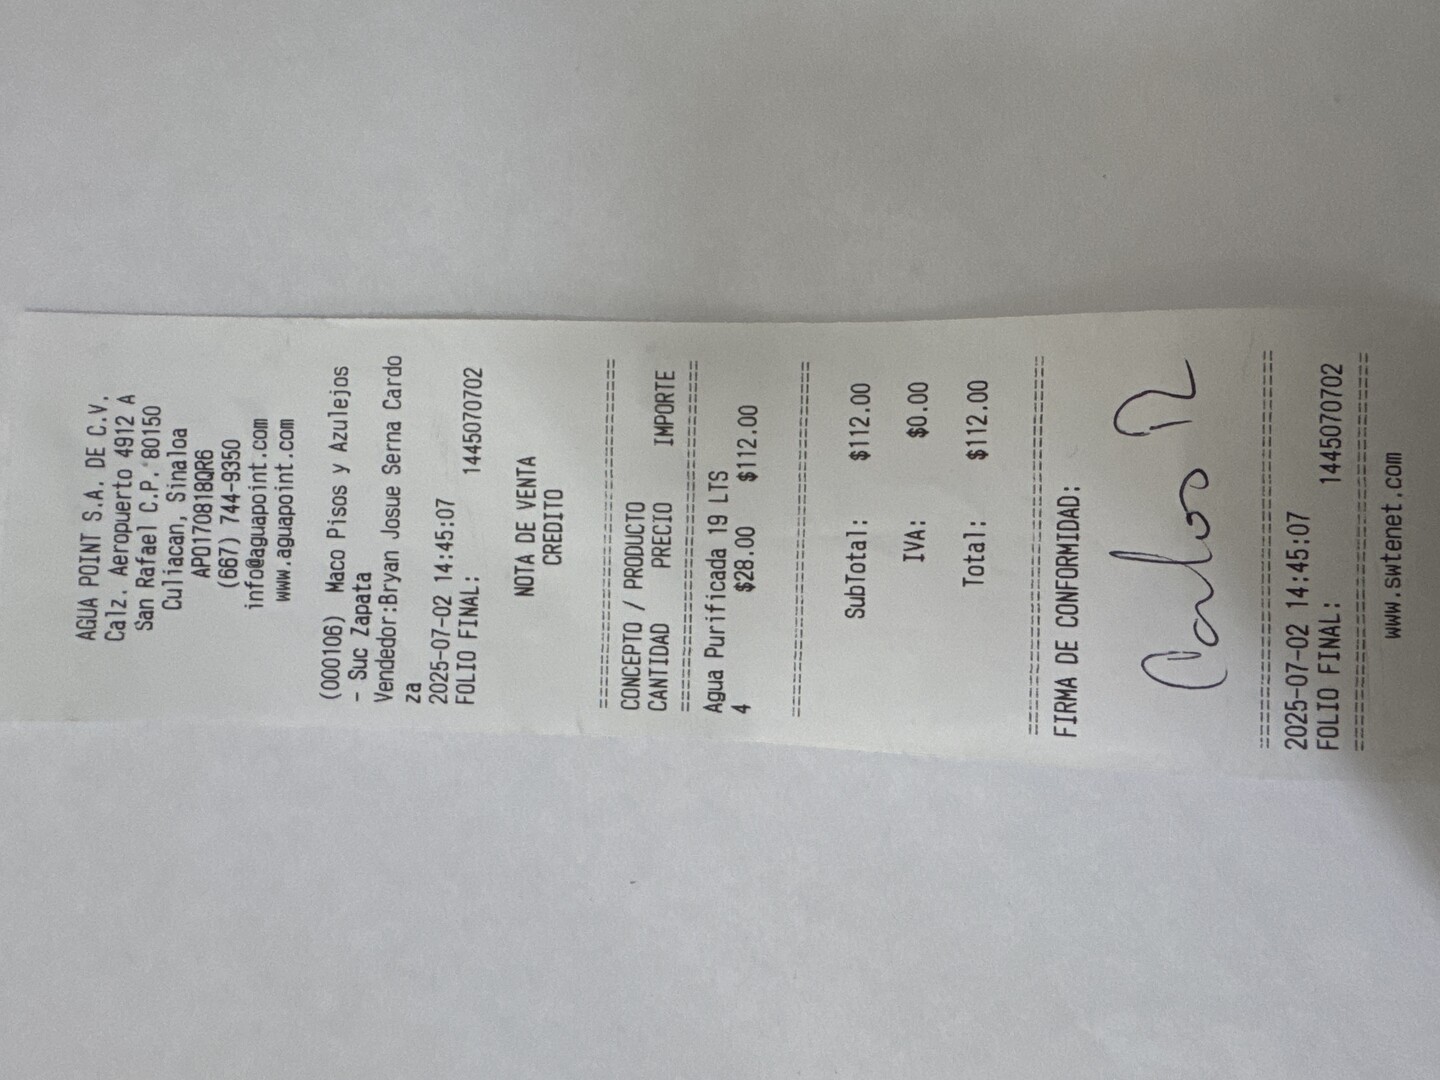 AGUA POINT S.A. DE C.V.
Calz. Aeropuerto 4912 A
San Rafael C.P. 80150
Culiacan, Sinaloa
APO170818QR6
(667) 744-9350
info@aguapoint.com
www.aguapoint.com
(000106) Maco Pisos y Azulejos
- Suc Zapata
Vendedor:Bryan Josue Serna Cardo
za
2025-07-02 14:45:07
FOLIO FINAL: 1445070702
NOTA DE VENTA
CREDITO
================================
CONCEPTO / PRODUCTO
CANTIDAD PRECIO IMPORTE
================================
Agua Purificada 19 LTS
4 $28.00 $112.00
================================
SubTotal: $112.00
IVA: $0.00
Total: $112.00
================================
FIRMA DE CONFORMIDAD:
Carlos R
================================
2025-07-02 14:45:07
FOLIO FINAL: 1445070702
================================
www.swtenet.com